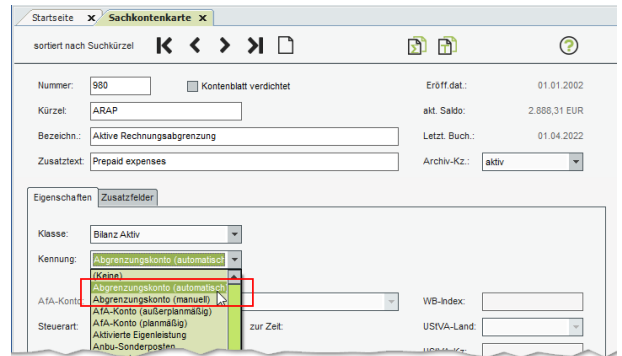 Startseite x Sachkontenkarte x
sortiert nach Suchkürzel
Nummer: 980 Kontenblatt verdichtet Eröff.dat.: 01.01.2002
Kürzel: ARAP akt. Saldo: 2.888,31 EUR
Bezeichn.: Aktive Rechnungsabgrenzung Letzt. Buch.: 01.04.2022
Zusatztext: Prepaid expenses Archiv-Kz.: aktiv
Eigenschaften Zusatzfelder
Klasse: Bilanz Aktiv
Kennung: Abgrenzungskonto (automatisch
(Keine)
Abgrenzungskonto (automatisch)
AfA-Konto Abgrenzungskonto (manuell) WB-Index:
AfA-Konto (außerplanmäßig)
Steuerart: AfA-Konto (planmäßig) zur Zeit: UStVA-Land:
Aktivierte Eigenleistung
Anbu-Sonderposten